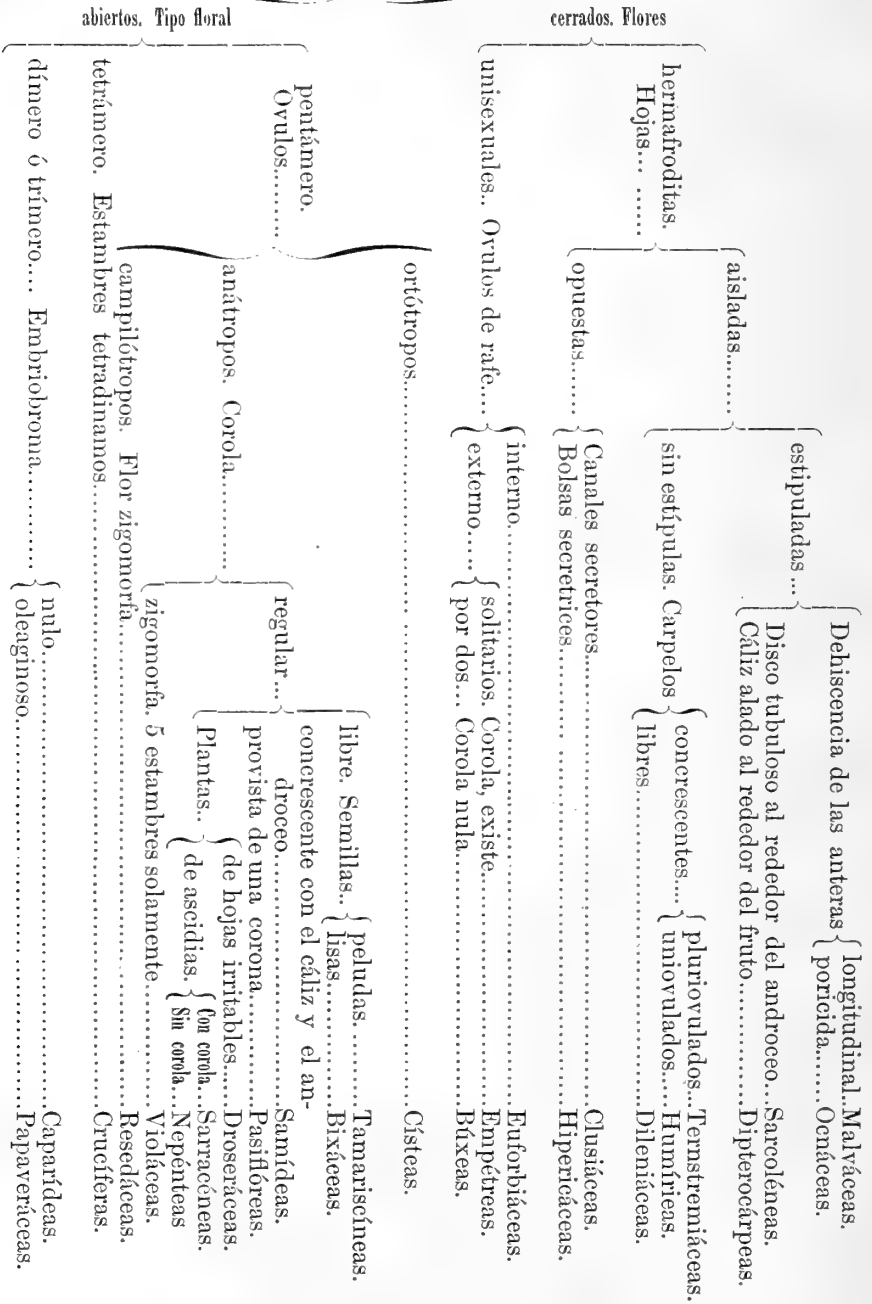 cerrados. Flores
hermafroditas.
Hojas... ......
aisladas........
estipuladas ...
Dehiscencia de las anteras
longitudinal..Malváceas.
poricida....... Ocnáceas.
Disco tubuloso al rededor del androceo...Sarcoléneas.
Cáliz alado al rededor del fruto............Dipterocárpeas.
sin estípulas. Carpelos
concrescentes....
pluriovulados...Ternstremiáceas.
uniovulados.....Humírieas.
libres............................Dileniáceas.
opuestas.......
Canales secretores............................................Clusiáceas.
Bolsas secretrices.......... ..............................Hipericáceas.
unisexuales.. Ovulos de rafe....
interno............................................................Euforbiáceas.
externo.....
solitarios. Corola, existe..........................Empétreas.
por dos... Corola nula............................Búxeas.
abiertos. Tipo floral
pentámero.
Ovulos.........
ortótropos..............................................................................................Císteas.
anátropos. Corola...........
regular...
libre. Semillas..
peludas. .........Tamariscíneas.
lisas................Bixáceas.
concrescente con el cáliz y el an-
droceo...............................Samídeas.
provista de una corona..............Pasiflóreas.
Plantas..
de hojas irritables.....Droseráceas.
de ascidias.
Con corola...Sarracéneas.
Sin corola...Nepénteas
zigomorfa. 5 estambres solamente............Violáceas.
campilótropos. Flor zigomorfa..................................................Resedáceas.
tetrámero. Estambres tetradinamos......................................................................Crucíferas.
dímero ó trímero.... Embriobroma............
nulo............................................................Caparídeas.
oleaginoso..................................................Papaveráceas.